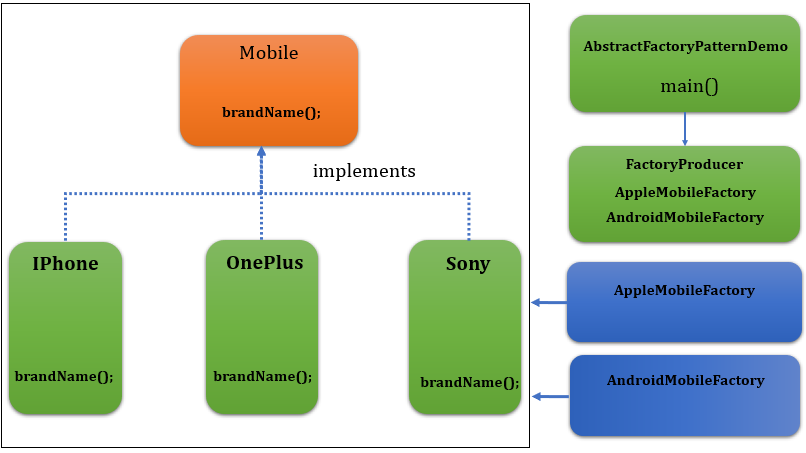 Mobile
brandName();
implements
IPhone
brandName();
OnePlus
brandName();
Sony
brandName();
AbstractFactoryPatternDemo
main()
FactoryProducer
AppleMobileFactory
AndroidMobileFactory
AppleMobileFactory
AndroidMobileFactory